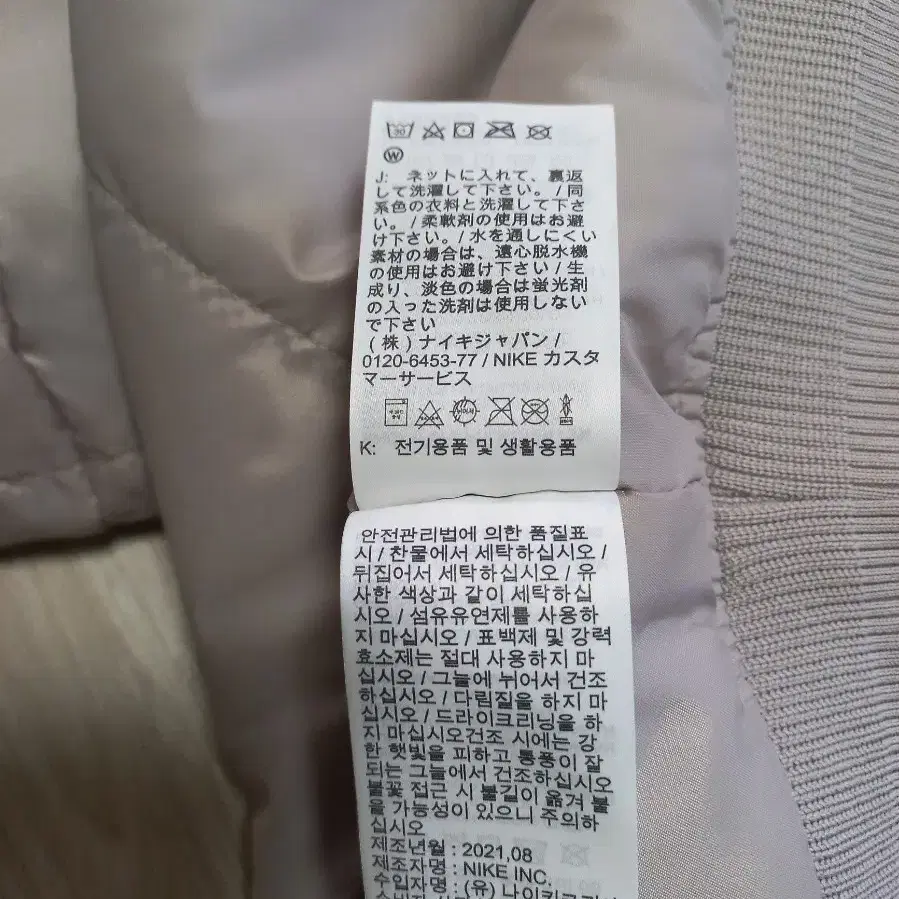 30
W
J: ネットに入れて、裏返
して洗濯して下さい。/ 同
系色の衣料と洗濯して下さ
い。/ 柔軟剤の使用はお避
け下さい。/ 水を通しにくい
素材の場合は、遠心脱水機
の使用はお避け下さい / 生
成り、淡色の場合は蛍光剤
の入った洗剤は使用しない
で下さい
(株) ナイキジャパン /
0120-6453-77 / NIKE カスタ
マーサービス
K: 전기용품 및 생활용품
안전관리법에 의한 품질표
시 / 찬물에서 세탁하십시오 /
뒤집어서 세탁하십시오 / 유
사한 색상과 같이 세탁하십
시오 / 섬유유연제를 사용하
지 마십시오 / 표백제 및 강력
효소제는 절대 사용하지 마
십시오 / 그늘에 뉘어서 건조
하십시오 / 다림질을 하지 마
십시오 / 드라이크리닝을 하
지 마십시오건조 시에는 강
한 햇빛을 피하고 통풍이 잘
되는 그늘에서 건조하십시오
불꽃 접근 시 불길이 옮겨 붙
을 가능성이 있으니 주의하
십시오
제조년월 : 2021,08
제조자명 : NIKE INC.
수입자명 : (유) 나이키코리아